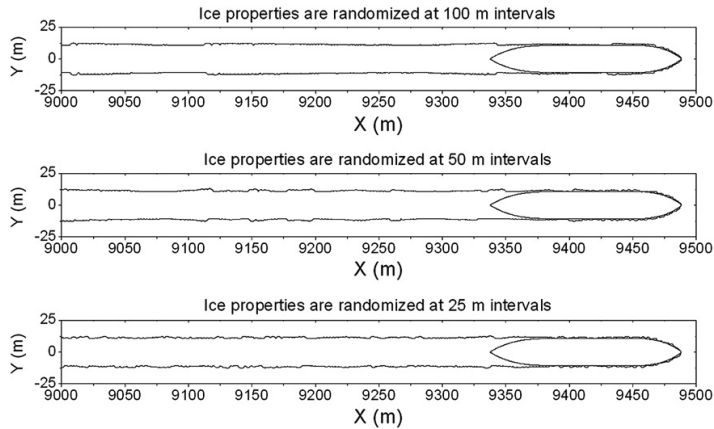 Ice properties are randomized at 100 m intervals
25
0
-25
Y (m)
9000 9050 9100 9150 9200 9250 9300 9350 9400 9450 9500
X (m)
Ice properties are randomized at 50 m intervals
25
0
-25
Y (m)
9000 9050 9100 9150 9200 9250 9300 9350 9400 9450 9500
X (m)
Ice properties are randomized at 25 m intervals
25
0
-25
Y (m)
9000 9050 9100 9150 9200 9250 9300 9350 9400 9450 9500
X (m)